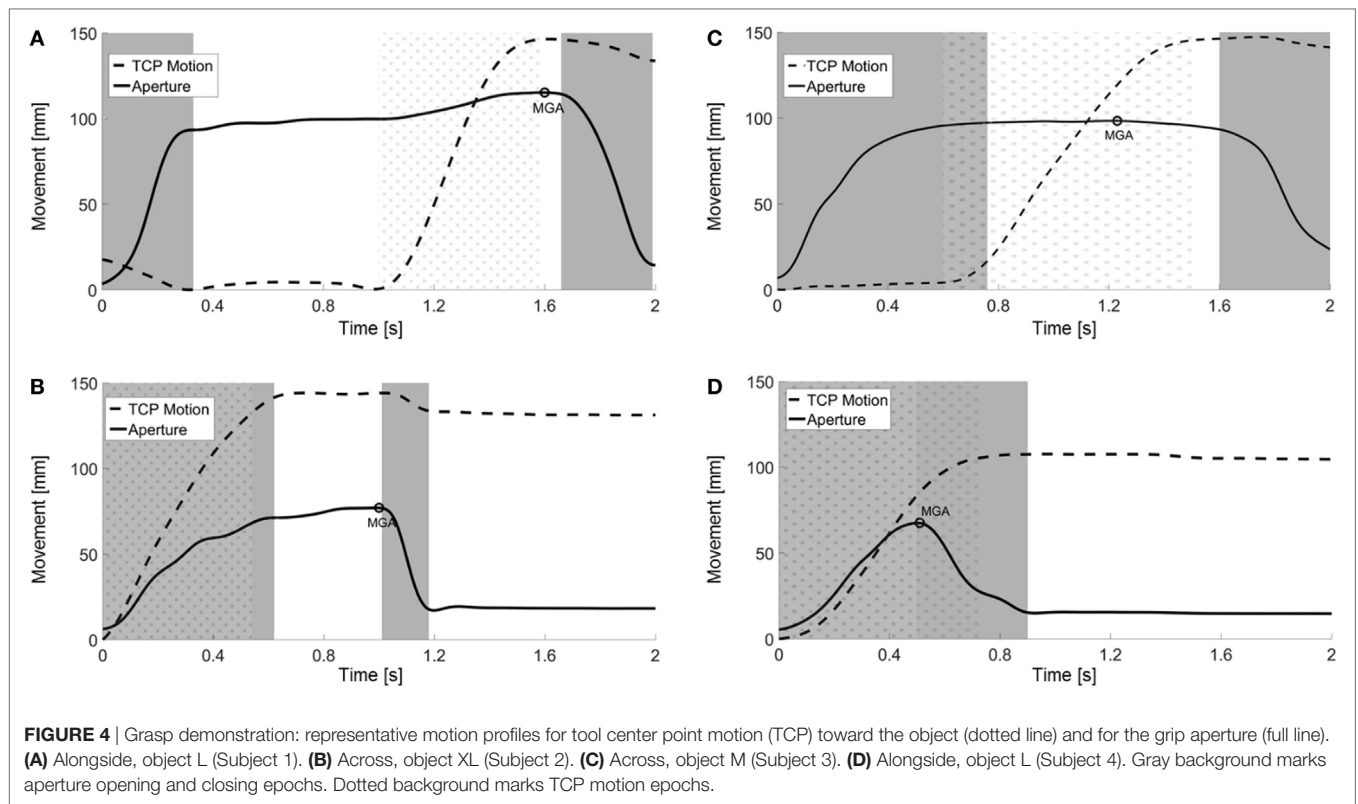 A
150
100
50
0
Movement [mm]
TCP Motion
Aperture
MGA
0 0.4 0.8 1.2 1.6 2
Time [s]
C
150
100
50
0
Movement [mm]
TCP Motion
Aperture
MGA
0 0.4 0.8 1.2 1.6 2
Time [s]
B
150
100
50
0
Movement [mm]
TCP Motion
Aperture
MGA
0 0.4 0.8 1.2 1.6 2
Time [s]
D
150
100
50
0
Movement [mm]
TCP Motion
Aperture
MGA
0 0.4 0.8 1.2 1.6 2
Time [s]
FIGURE 4 | Grasp demonstration: representative motion profiles for tool center point motion (TCP) toward the object (dotted line) and for the grip aperture (full line).
(A) Alongside, object L (Subject 1). (B) Across, object XL (Subject 2). (C) Across, object M (Subject 3). (D) Alongside, object L (Subject 4). Gray background marks
aperture opening and closing epochs. Dotted background marks TCP motion epochs.